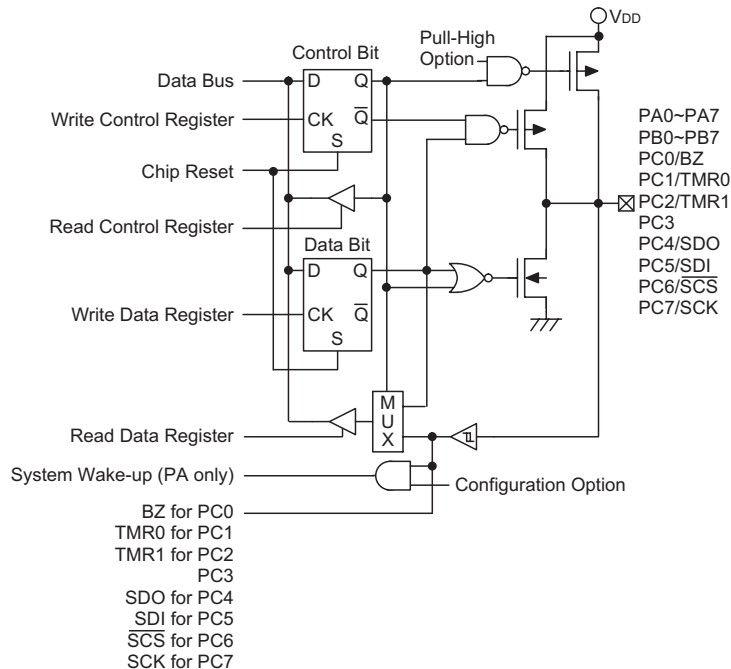 VDD
Pull-High
Option
Control Bit
Data Bus
D
Q
Write Control Register
CK
Q̅
S
Chip Reset
Read Control Register
Data Bit
D
Q
Write Data Register
CK
Q̅
S
M
U
X
Read Data Register
System Wake-up (PA only)
Configuration Option
BZ for PC0
TMR0 for PC1
TMR1 for PC2
PC3
SDO for PC4
SDI for PC5
S̅C̅S̅ for PC6
SCK for PC7
PA0~PA7
PB0~PB7
PC0/BZ
PC1/TMR0
PC2/TMR1
PC3
PC4/SDO
PC5/SDI
PC6/S̅C̅S̅
PC7/SCK